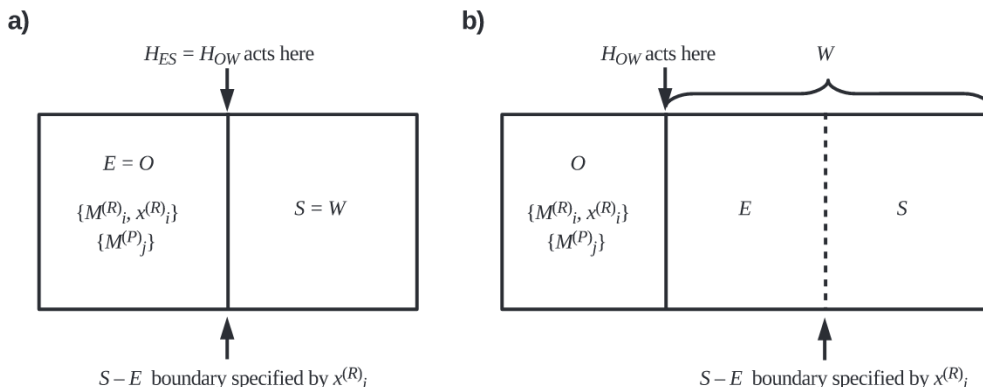 a)
H_ES = H_OW acts here
E = O
{M^(R)_i, x^(R)_i}
{M^(P)_j}
S = W
S – E boundary specified by x^(R)_i
b)
H_OW acts here
W
O
{M^(R)_i, x^(R)_i}
{M^(P)_j}
E
S
S – E boundary specified by x^(R)_i